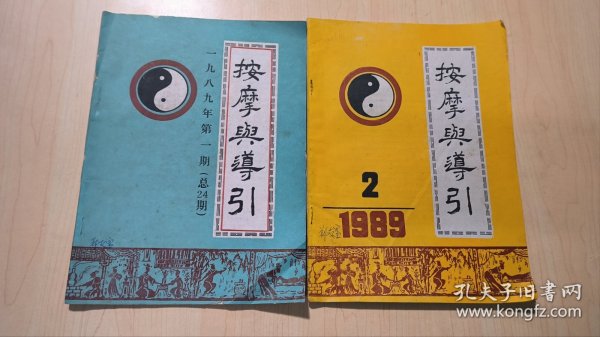 按摩與導引
一九八九年第一期(总24期)
按摩與導引
2
1989
孔夫子旧书网
www.kongfz.com